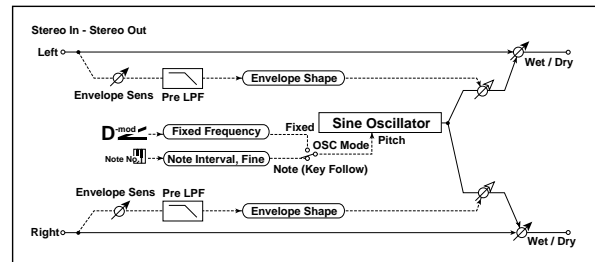 Stereo In - Stereo Out
Left
Wet / Dry
Envelope Sens
Pre LPF
Envelope Shape
D-mod
Fixed Frequency
Fixed
Sine Oscillator
OSC Mode
Pitch
Note No.
Note Interval, Fine
Note (Key Follow)
Envelope Sens
Pre LPF
Envelope Shape
Right
Wet / Dry